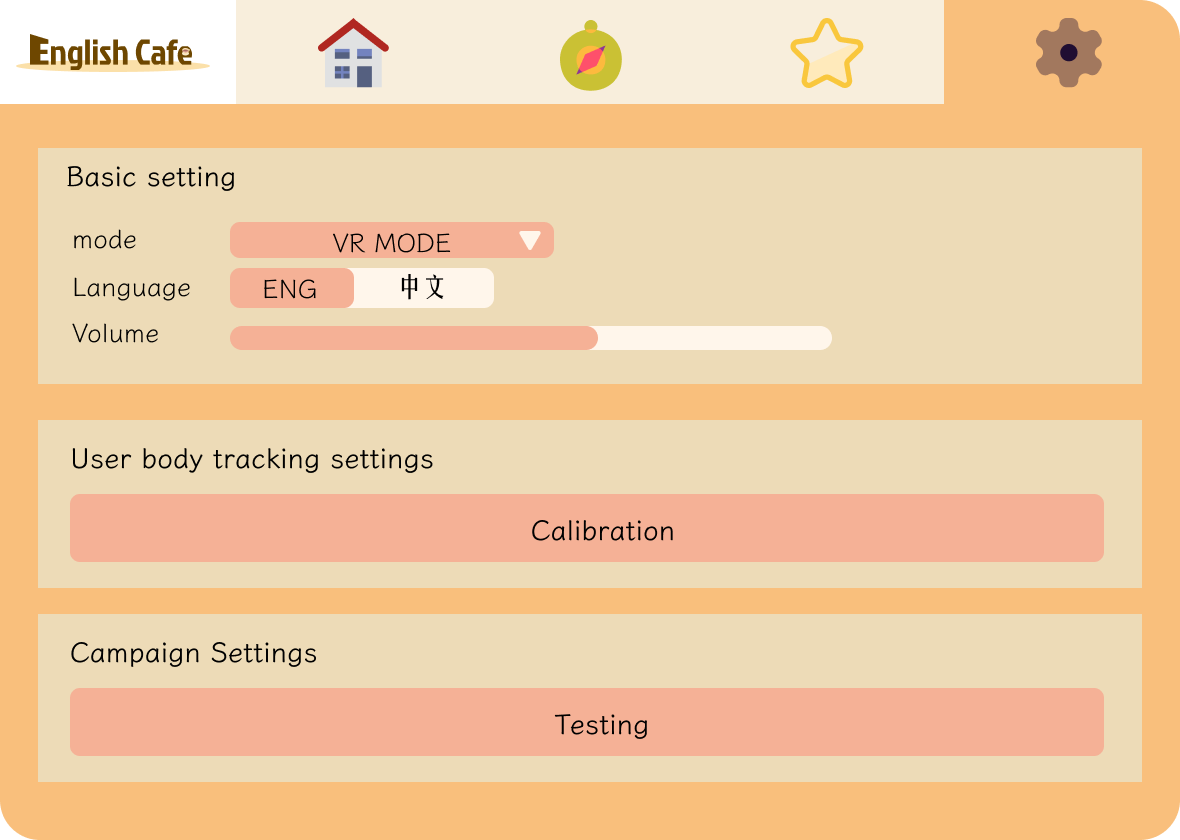 English Cafe
Basic setting
mode
VR MODE
Language
ENG
中文
Volume
User body tracking settings
Calibration
Campaign Settings
Testing